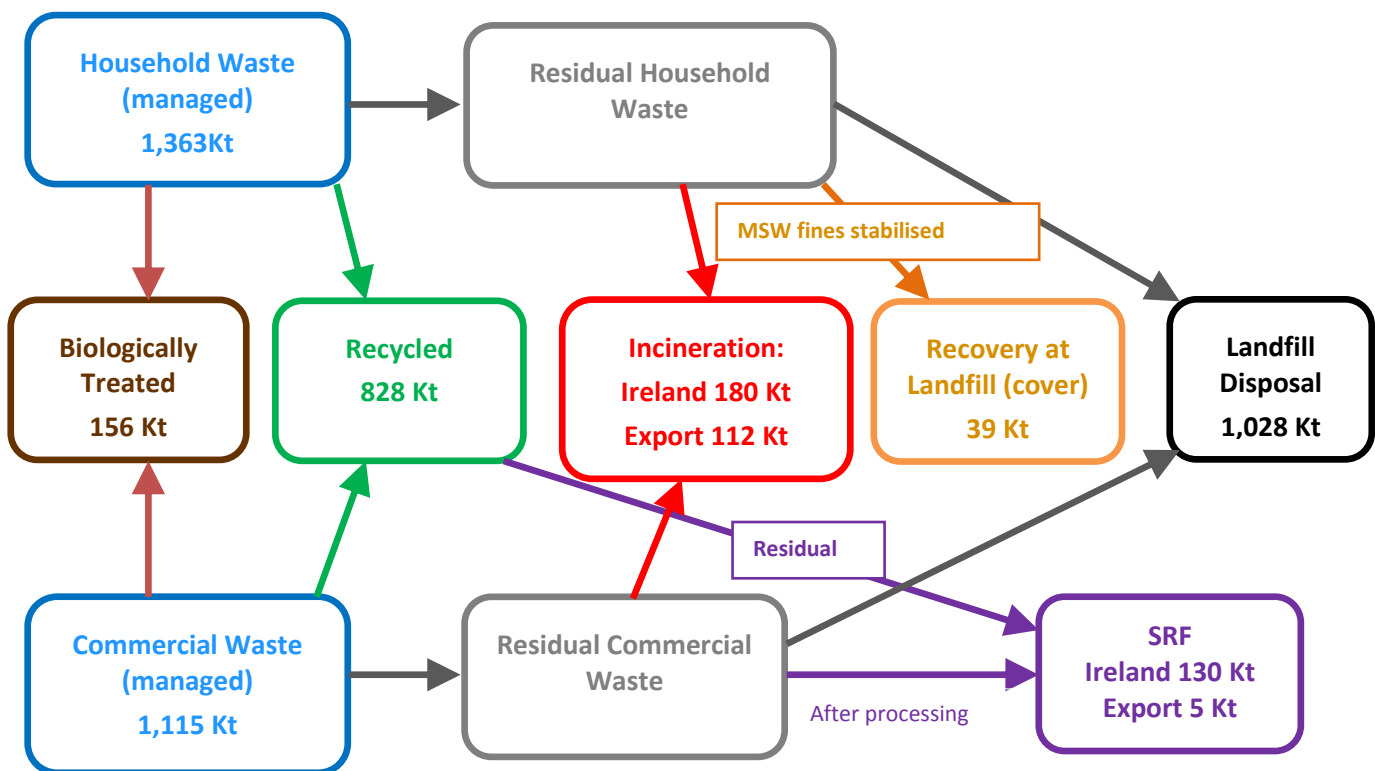 Household Waste
(managed)
1,363Kt
Residual Household
Waste
MSW fines stabilised
Biologically
Treated
156 Kt
Recycled
828 Kt
Incineration:
Ireland 180 Kt
Export 112 Kt
Recovery at
Landfill (cover)
39 Kt
Landfill
Disposal
1,028 Kt
Residual
Commercial Waste
(managed)
1,115 Kt
Residual Commercial
Waste
After processing
SRF
Ireland 130 Kt
Export 5 Kt